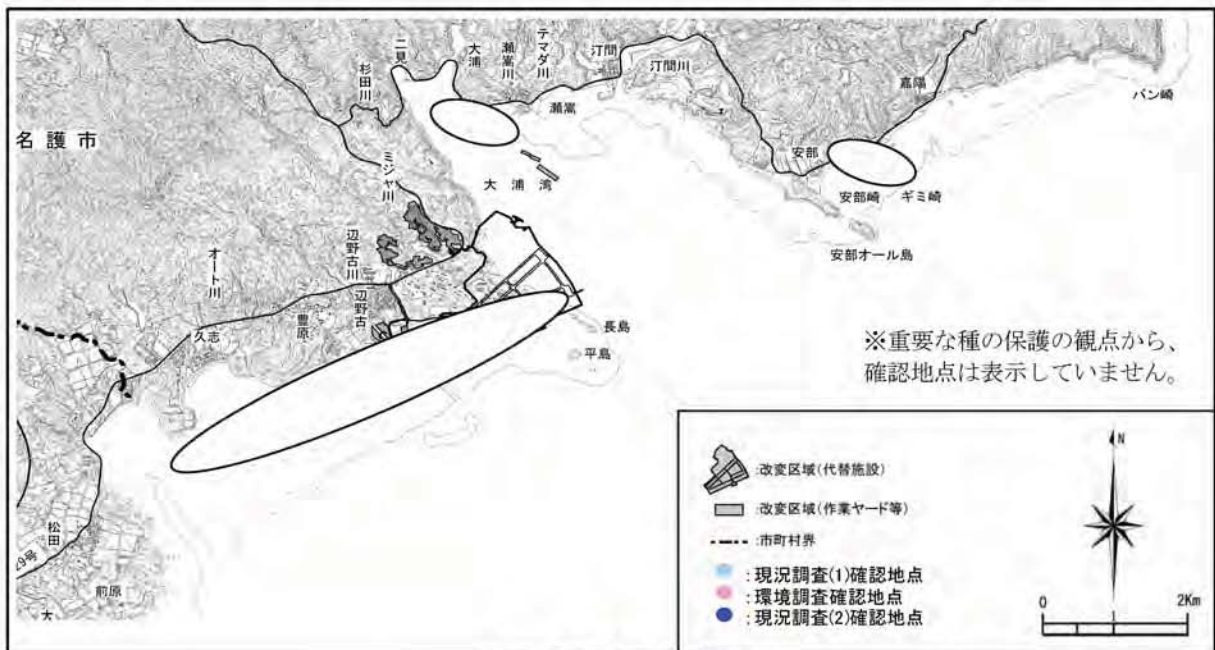 二見
大浦
瀬嵩川
テマダ川
汀間
汀間川
杉田川
瀬嵩
嘉陽
バン崎
名護市
安部
ミジャ川
大浦湾
安部崎
ギミ崎
安部オール島
辺野古川
オート川
辺野古
豊原
久志
長島
平島
※重要な種の保護の観点から、
確認地点は表示していません。
:改変区域(代替施設)
:改変区域(作業ヤード等)
:市町村界
:現況調査(1)確認地点
:環境調査確認地点
:現況調査(2)確認地点
N
0 2Km
松田
29号
前原
大